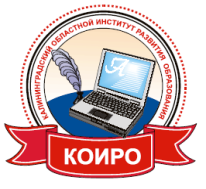 КАЛИНИНГРАДСКИЙ ОБЛАСТНОЙ ИНСТИТУТ РАЗВИТИЯ ОБРАЗОВАНИЯ
А
КОИРО